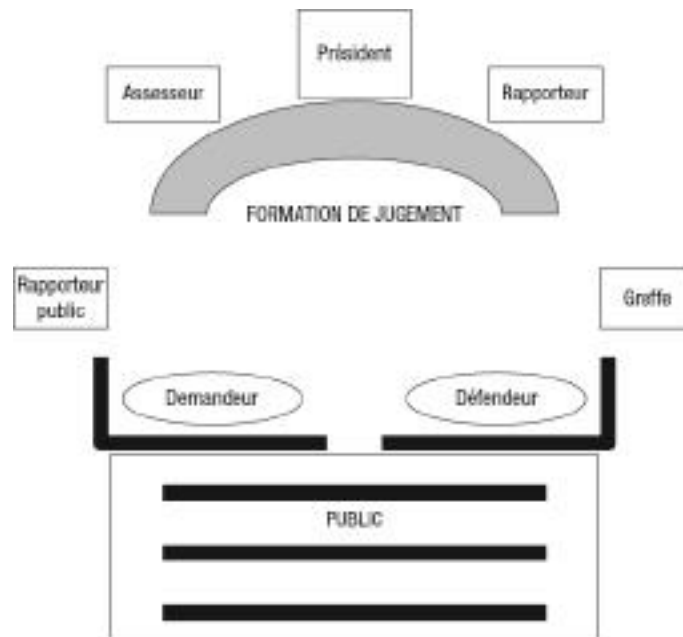 Président
Assesseur
Rapporteur
FORMATION DE JUGEMENT
Rapporteur
public
Greffe
Demandeur
Défendeur
PUBLIC